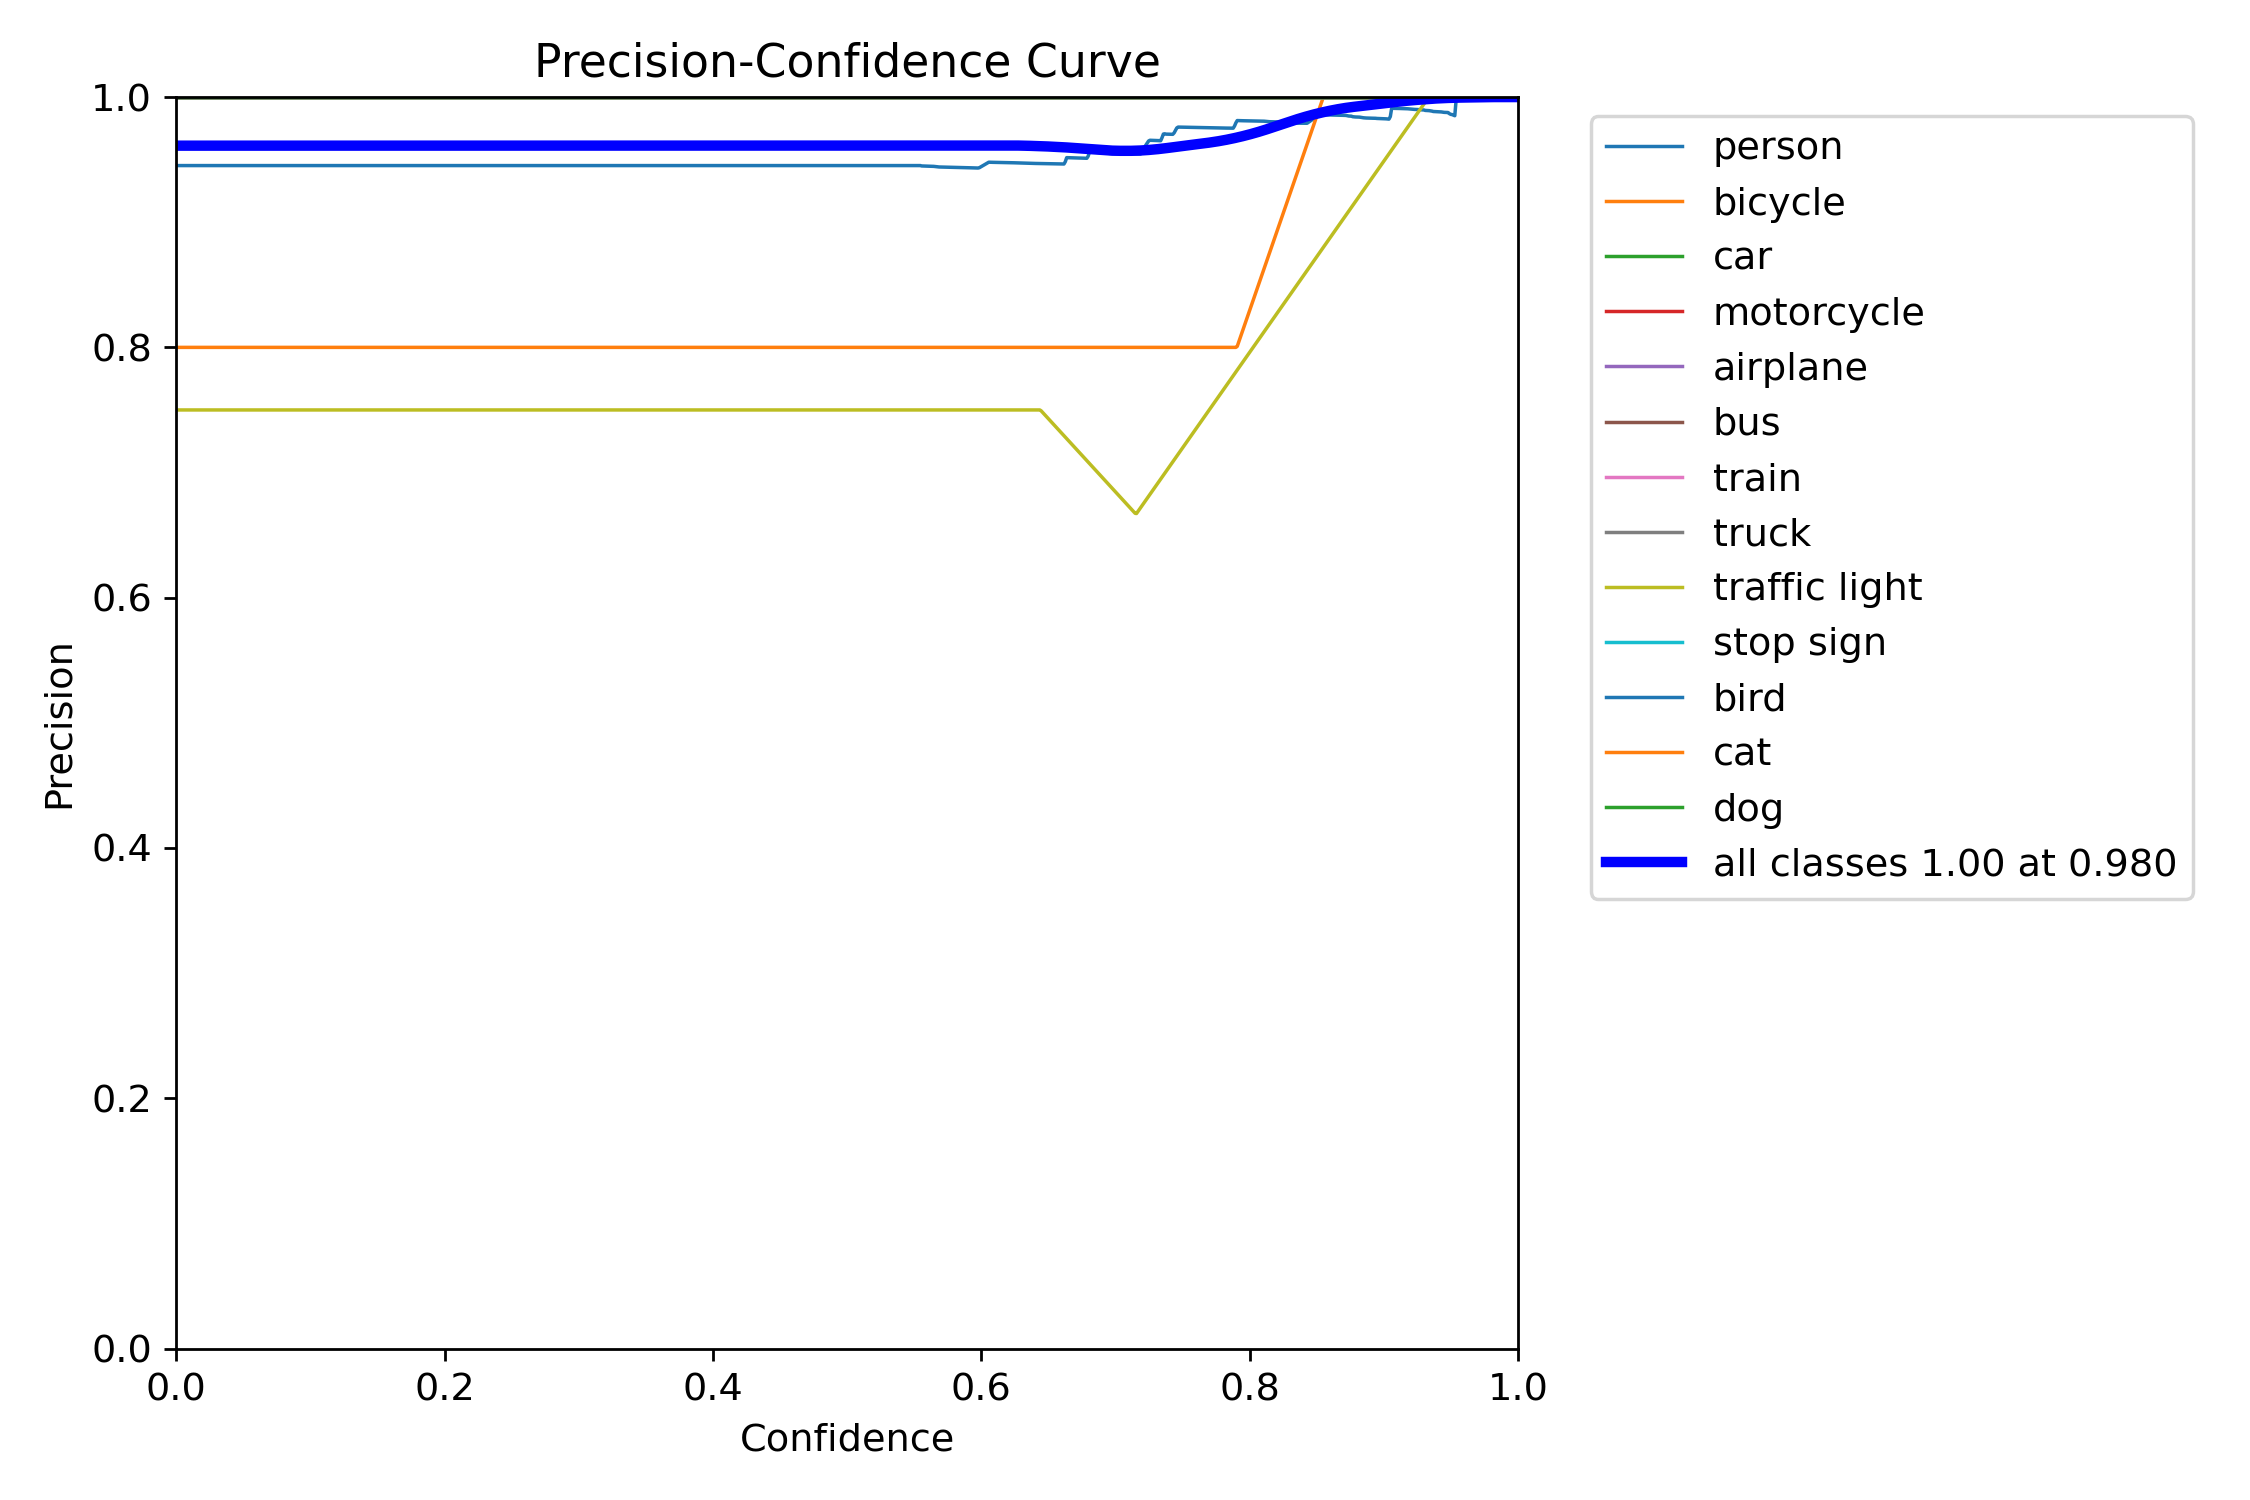 Precision-Confidence Curve
1.0
0.8
0.6
0.4
0.2
0.0
Precision
0.0 0.2 0.4 0.6 0.8 1.0
Confidence
person
bicycle
car
motorcycle
airplane
bus
train
truck
traffic light
stop sign
bird
cat
dog
all classes 1.00 at 0.980